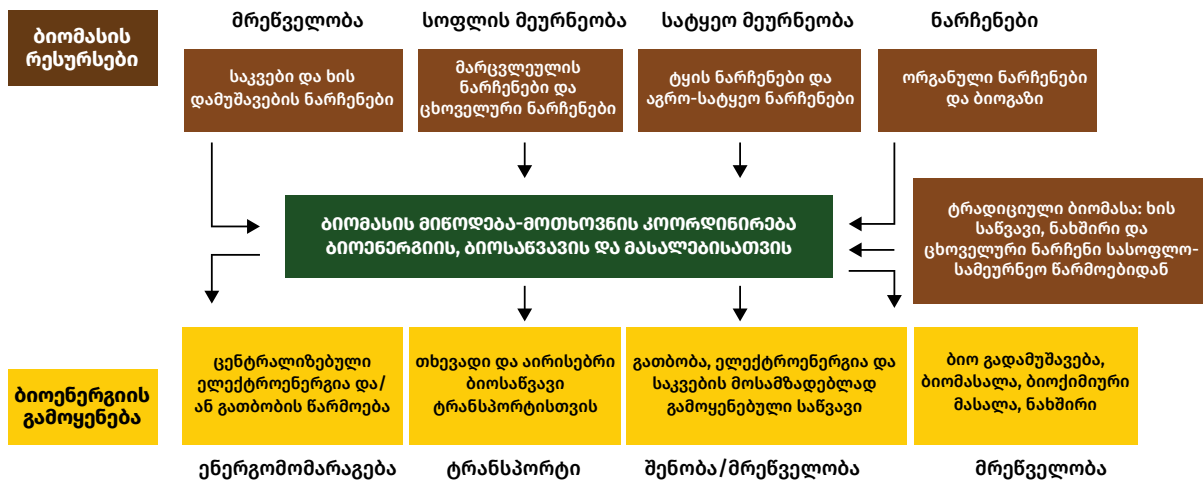 მრეწველობა
სოფლის მეურნეობა
სატყეო მეურნეობა
ნარჩენები
ბიომასის
რესურსები
საკვები და ხის
დამუშავების ნარჩენები
მარცვლეულის
ნარჩენები და
ცხოველური ნარჩენები
ტყის ნარჩენები და
აგრო-სატყეო ნარჩენები
ორგანული ნარჩენები
და ბიოგაზი
ბიომასის მიწოდება-მოთხოვნის კოორდინირება
ბიოენერგიის, ბიოსაწვავის და მასალებისათვის
ტრადიციული ბიომასა: ხის
საწვავი, ნახშირი და
ცხოველური ნარჩენი სასოფლო-
სამეურნეო წარმოებიდან
ბიოენერგიის
გამოყენება
ცენტრალიზებული
ელექტროენერგია და/
ან გათბობის წარმოება
თხევადი და აირისებრი
ბიოსაწვავი
ტრანსპორტისთვის
გათბობა, ელექტროენერგია და
საკვების მოსამზადებლად
გამოყენებული საწვავი
ბიო გადამუშავება,
ბიომასალა, ბიოქიმიური
მასალა, ნახშირი
ენერგომომარაგება
ტრანსპორტი
შენობა/მრეწველობა
მრეწველობა